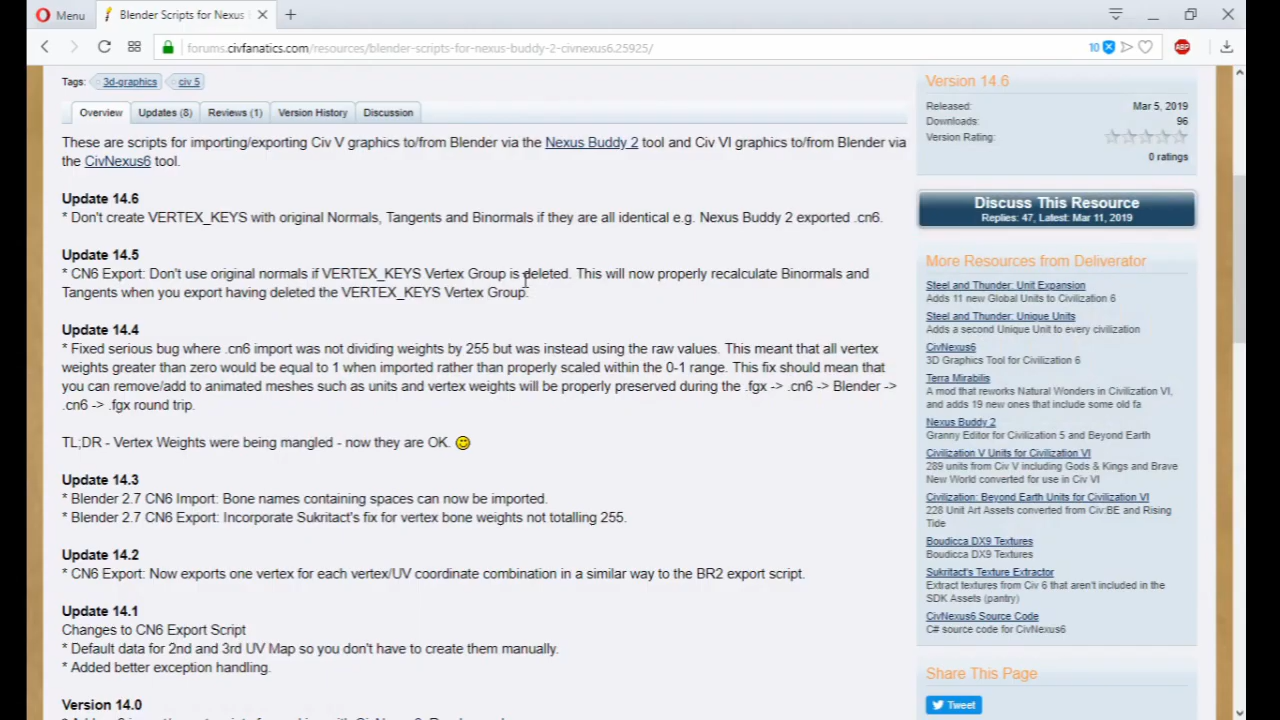 Menu
Blender Scripts for Nexus
forums.civfanatics.com/resources/blender-scripts-for-nexus-buddy-2-civnexus6.25925/
10
ABP
Tags: 3d-graphics civ 5
Overview Updates (8) Reviews (1) Version History Discussion
These are scripts for importing/exporting Civ V graphics to/from Blender via the Nexus Buddy 2 tool and Civ VI graphics to/from Blender via
the CivNexus6 tool.
Update 14.6
* Don't create VERTEX_KEYS with original Normals, Tangents and Binormals if they are all identical e.g. Nexus Buddy 2 exported .cn6.
Update 14.5
* CN6 Export: Don't use original normals if VERTEX_KEYS Vertex Group is deleted. This will now properly recalculate Binormals and
Tangents when you export having deleted the VERTEX_KEYS Vertex Group.
Update 14.4
* Fixed serious bug where .cn6 import was not dividing weights by 255 but was instead using the raw values. This meant that all vertex
weights greater than zero would be equal to 1 when imported rather than properly scaled within the 0-1 range. This fix should mean that
you can remove/add to animated meshes such as units and vertex weights will be properly preserved during the .fgx -> .cn6 -> Blender ->
.cn6 -> .fgx round trip.
TL;DR - Vertex Weights were being mangled - now they are OK.
Update 14.3
* Blender 2.7 CN6 Import: Bone names containing spaces can now be imported.
* Blender 2.7 CN6 Export: Incorporate Sukritact's fix for vertex bone weights not totalling 255.
Update 14.2
* CN6 Export: Now exports one vertex for each vertex/UV coordinate combination in a similar way to the BR2 export script.
Update 14.1
Changes to CN6 Export Script
* Default data for 2nd and 3rd UV Map so you don't have to create them manually.
* Added better exception handling.
Version 14.0
Version 14.6
Released: Mar 5, 2019
Downloads: 96
Version Rating:
0 ratings
Discuss This Resource
Replies: 47, Latest: Mar 11, 2019
More Resources from Deliverator
Steel and Thunder: Unit Expansion
Adds 11 new Global Units to Civilization 6
Steel and Thunder: Unique Units
Adds a second Unique Unit to every civilization
CivNexus6
3D Graphics Tool for Civilization 6
Terra Mirabilis
A mod that reworks Natural Wonders in Civilization VI,
and adds 19 new ones that include some old fa
Nexus Buddy 2
Granny Editor for Civilization 5 and Beyond Earth
Civilization V Units for Civilization VI
289 units from Civ V including Gods & Kings and Brave
New World converted for use in Civ VI
Civilization: Beyond Earth Units for Civilization VI
228 Unit Art Assets converted from Civ:BE and Rising
Tide
Boudicca DX9 Textures
Boudicca DX9 Textures
Sukritact's Texture Extractor
Extract textures from Civ 6 that aren't included in the
SDK Assets (pantry)
CivNexus6 Source Code
C# source code for CivNexus6
Share This Page
Tweet